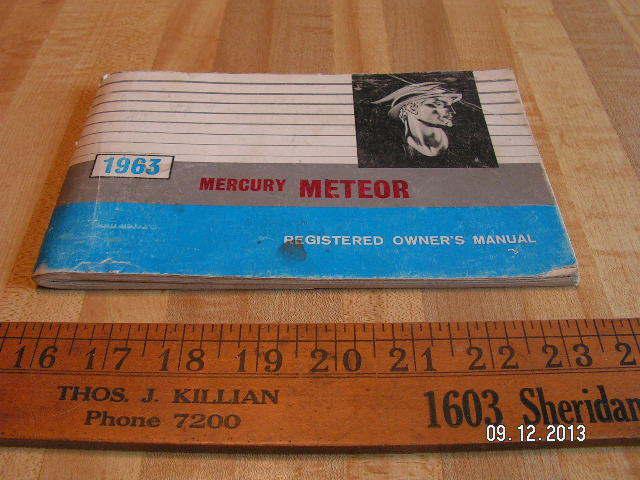 1963
MERCURY METEOR
REGISTERED OWNER'S MANUAL
16 17 18 19 20 21 22 23 2
THOS. J. KILLIAN
Phone 7200
1603 Sheridan
09.12.2013